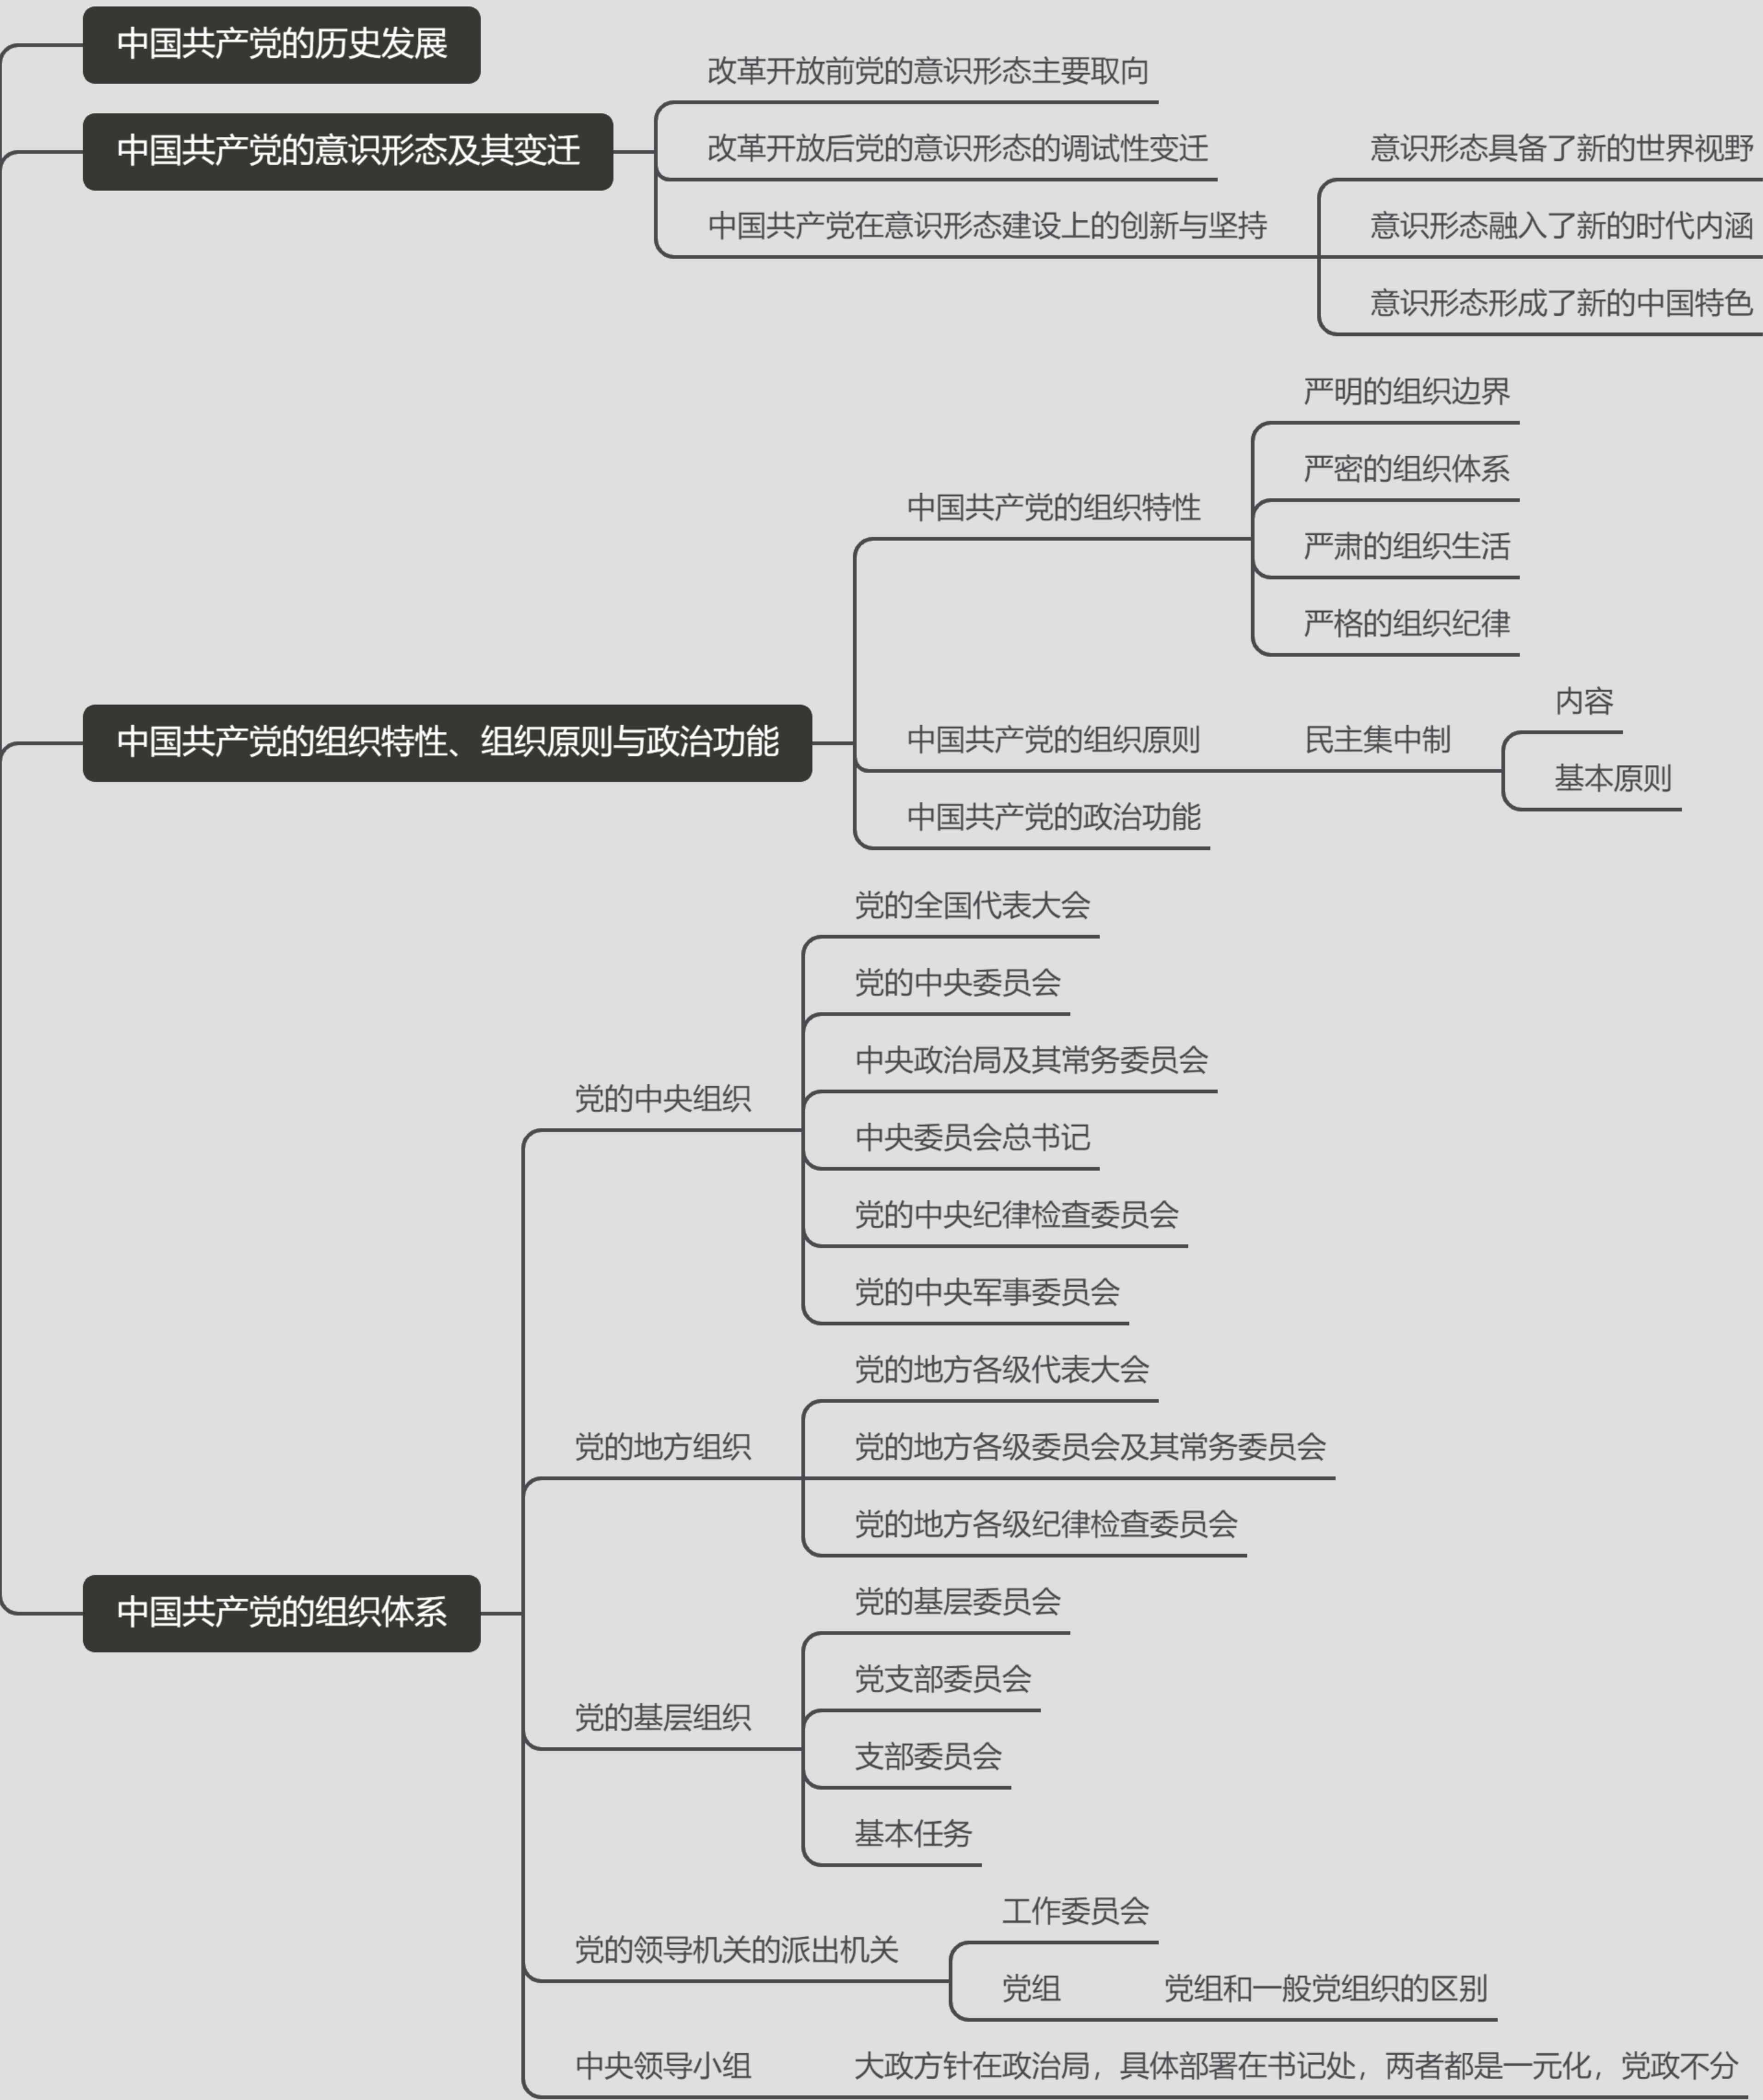 中国共产党的历史发展
中国共产党的意识形态及其变迁
改革开放前党的意识形态主要取向
改革开放后党的意识形态的调试性变迁
中国共产党在意识形态建设上的创新与坚持
意识形态具备了新的世界视野
意识形态融入了新的时代内涵
意识形态形成了新的中国特色
中国共产党的组织特性、组织原则与政治功能
中国共产党的组织特性
严明的组织边界
严密的组织体系
严肃的组织生活
严格的组织纪律
中国共产党的组织原则
民主集中制
内容
基本原则
中国共产党的政治功能
中国共产党的组织体系
党的中央组织
党的全国代表大会
党的中央委员会
中央政治局及其常务委员会
中央委员会总书记
党的中央纪律检查委员会
党的中央军事委员会
党的地方组织
党的地方各级代表大会
党的地方各级委员会及其常务委员会
党的地方各级纪律检查委员会
党的基层组织
党的基层委员会
党支部委员会
支部委员会
基本任务
党的领导机关的派出机关
工作委员会
党组
党组和一般党组织的区别
中央领导小组
大政方针在政治局，具体部署在书记处，两者都是一元化，党政不分